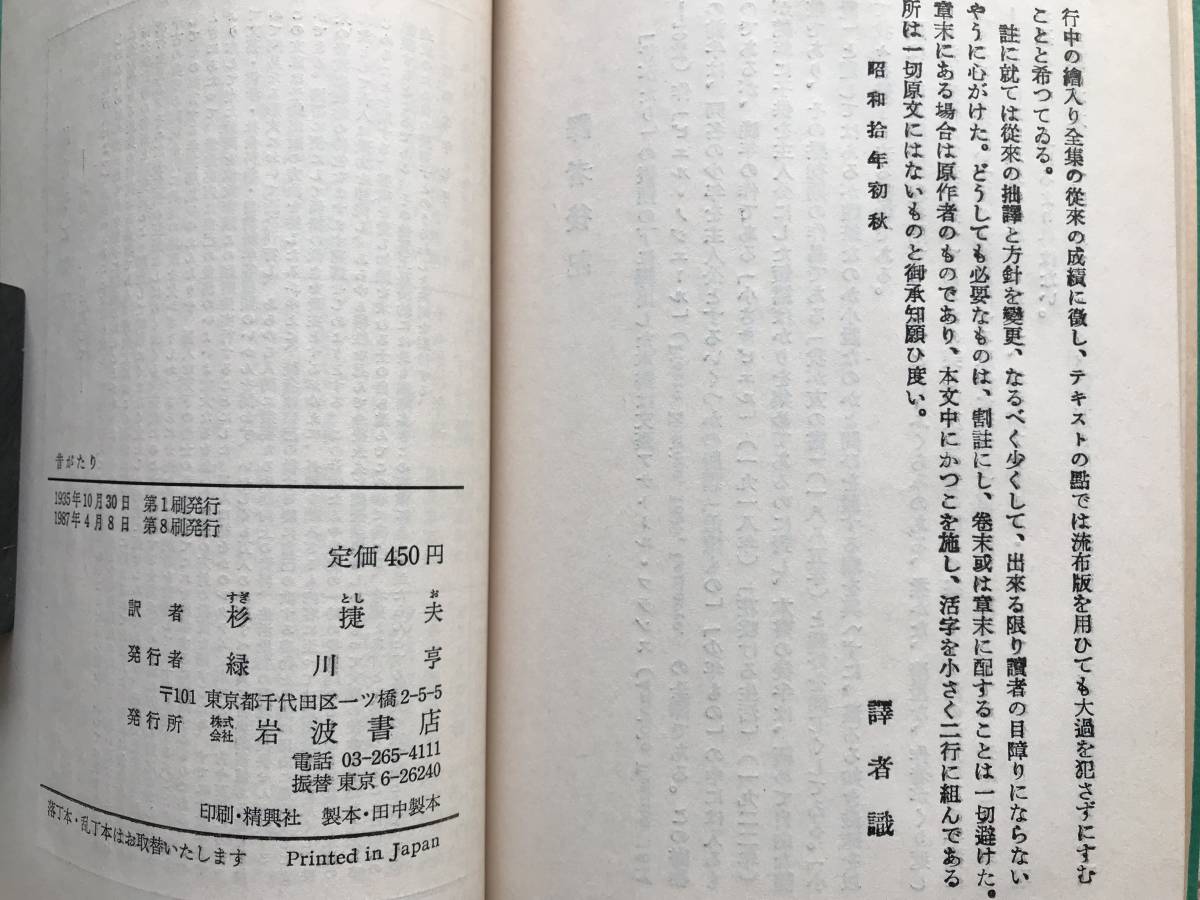 行中の繪入り全集の從來の成績に徵し、テキストの點では流布版を用ひても大過を犯さずにすむ
ことと希つてゐる。
註に就ては從來の拙譯と方針を變更、なるべく少くして、出來る限り讀者の目障りにならない
やうに心がけた。どうしても必要なものは、割註にし、卷末或は章末に配することは一切避けた。
章末にある場合は原作者のものであり、本文中にかつこを施し、活字を小さく二行に組んである
所は一切原文にはないものと御承知願ひ度い。
昭和拾年初秋
譯者識
昔がたり
1935年10月30日 第1刷発行
1987年4月8日 第8刷発行
定価450円
訳者 杉捷夫
すぎ とし お
発行者 緑川亨
〒101 東京都千代田区一ツ橋2-5-5
発行所 株式会社 岩波書店
電話 03-265-4111
振替 東京6-26240
印刷・精興社 製本・田中製本
落丁本・乱丁本はお取替いたします Printed in Japan